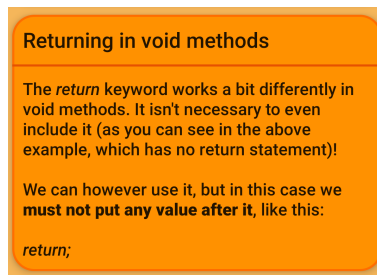 Returning in void methods
The return keyword works a bit differently in
void methods. It isn't necessary to even
include it (as you can see in the above
example, which has no return statement)!
We can however use it, but in this case we
must not put any value after it, like this:
return;